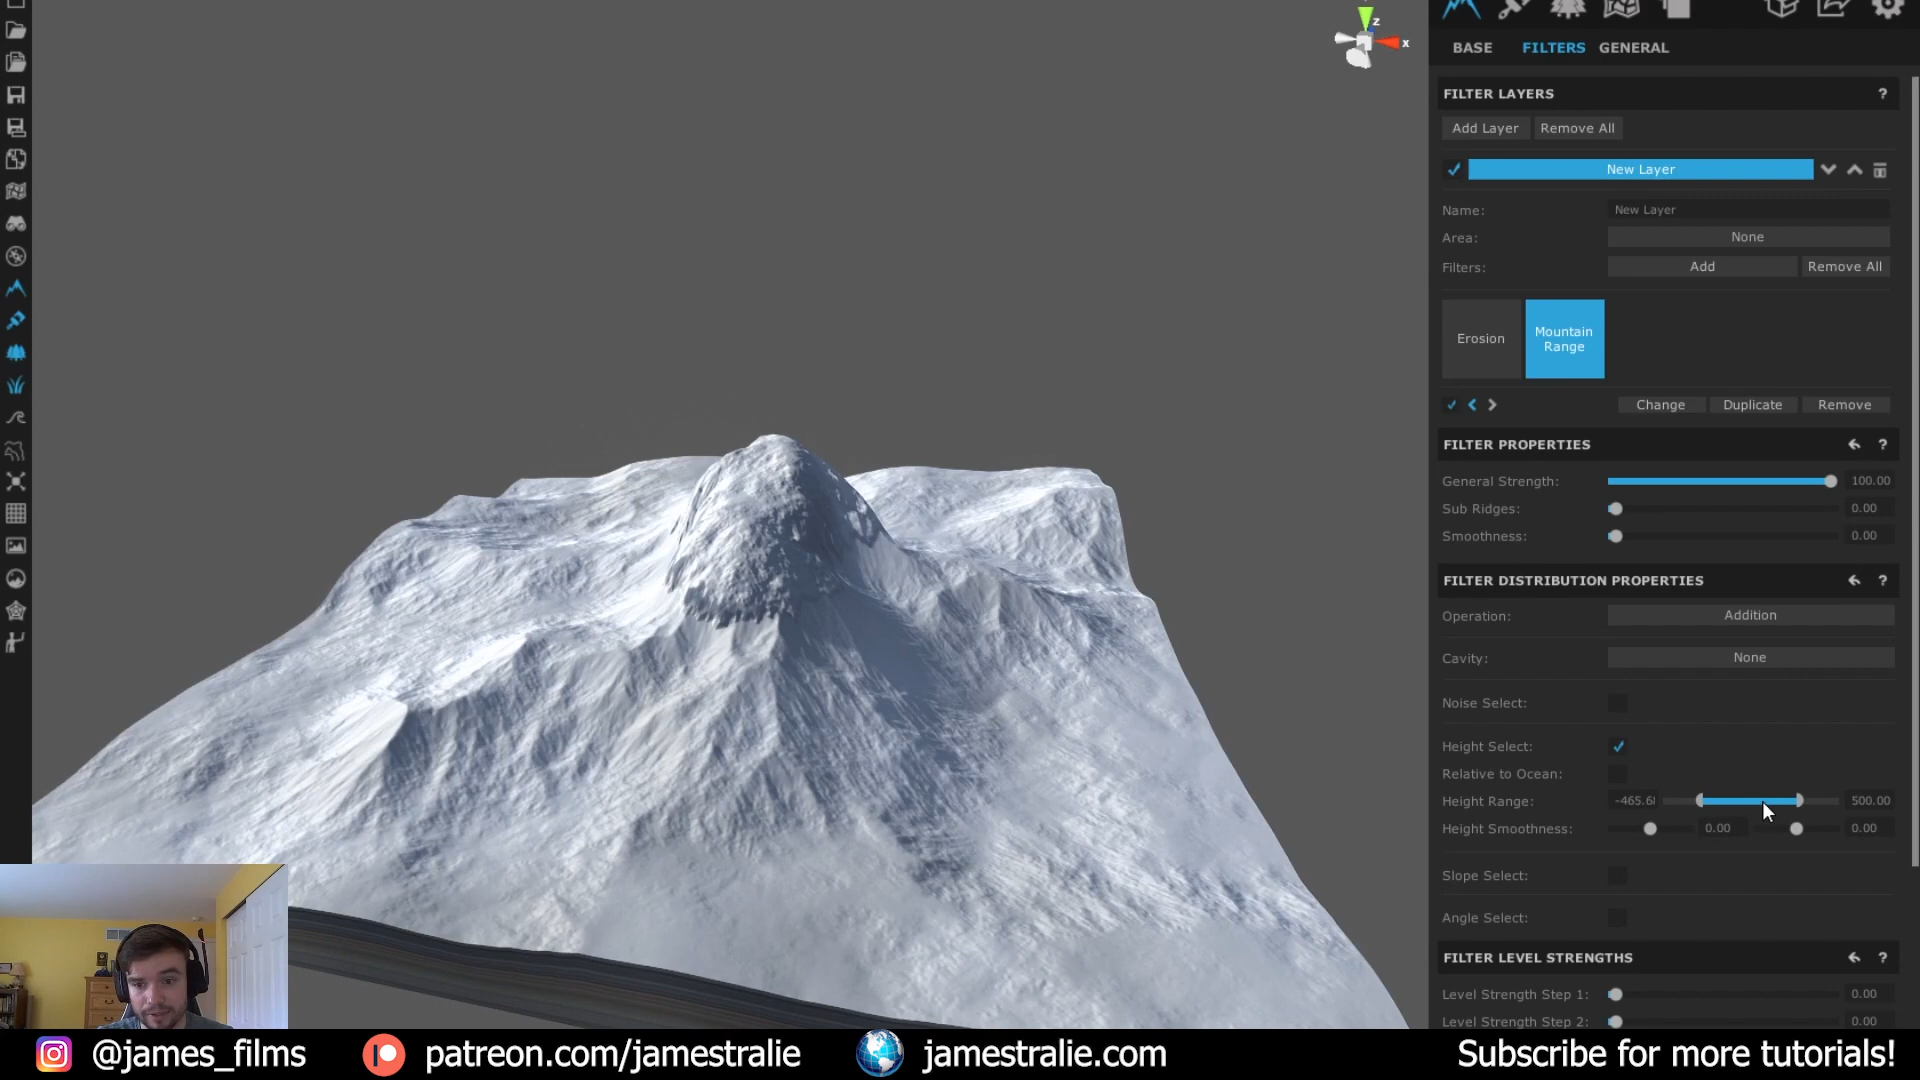 z
x
BASE FILTERS GENERAL
FILTER LAYERS ?
Add Layer Remove All
New Layer
Name: New Layer
Area: None
Filters: Add Remove All
Erosion
Mountain
Range
Change Duplicate Remove
FILTER PROPERTIES ?
General Strength: 100.00
Sub Ridges: 0.00
Smoothness: 0.00
FILTER DISTRIBUTION PROPERTIES ?
Operation: Addition
Cavity: None
Noise Select:
Height Select:
Relative to Ocean:
Height Range: -465.6 500.00
Height Smoothness: 0.00 0.00
Slope Select:
Angle Select:
FILTER LEVEL STRENGTHS ?
Level Strength Step 1: 0.00
Level Strength Step 2: 0.00
@james_films patreon.com/jamestralie jamestralie.com Subscribe for more tutorials!